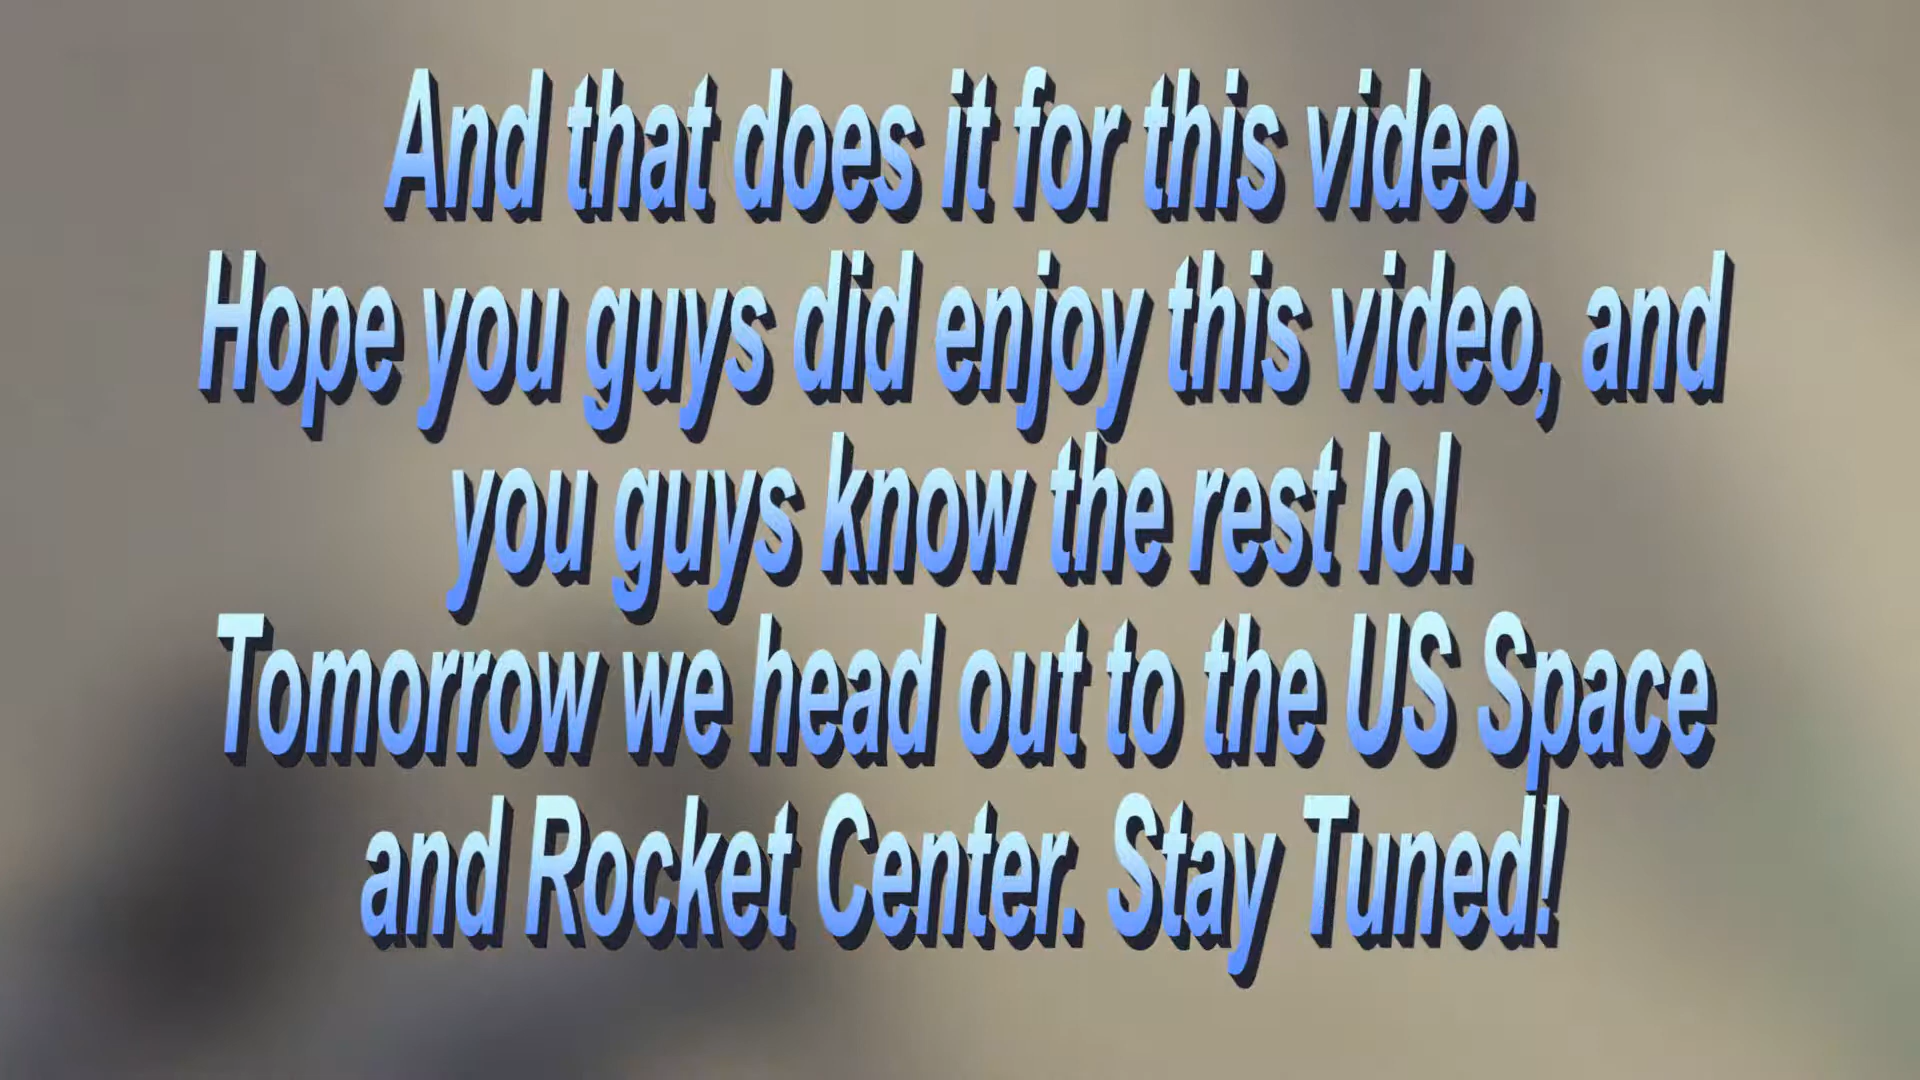 And that does it for this video.
Hope you guys did enjoy this video, and
you guys know the rest lol.
Tomorrow we head out to the US Space
and Rocket Center. Stay Tuned!